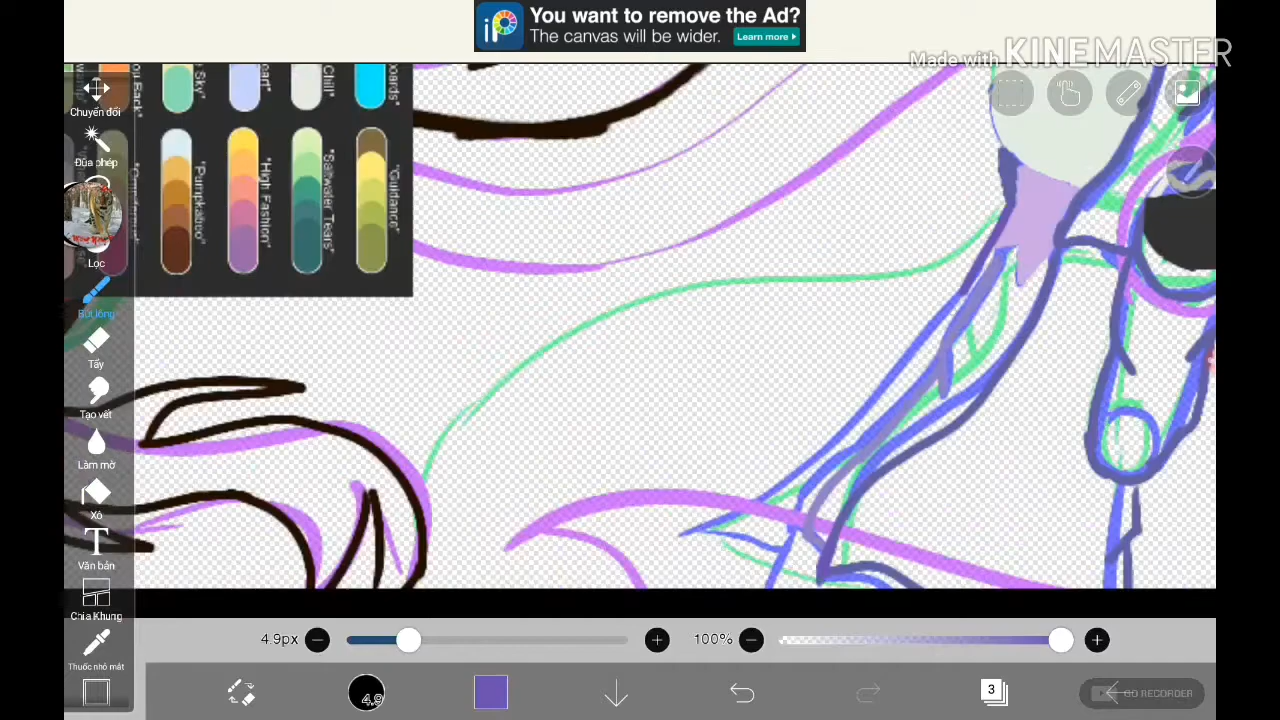 You want to remove the Ad?
The canvas will be wider.
Learn more
Made with KINEMASTER
Sky"
Chill"
"Pumpkaboo"
"High Fashion"
"Saltwater Tears"
"Guidance"
Chuyển đổi
Đũa phép
Lọc
Bút lông
Tẩy
Tạo vết
Làm mờ
Xô
Văn bản
Chia Khung
Thuốc nhỏ mắt
4.9px
100%
4.9
3
GO RECORDER